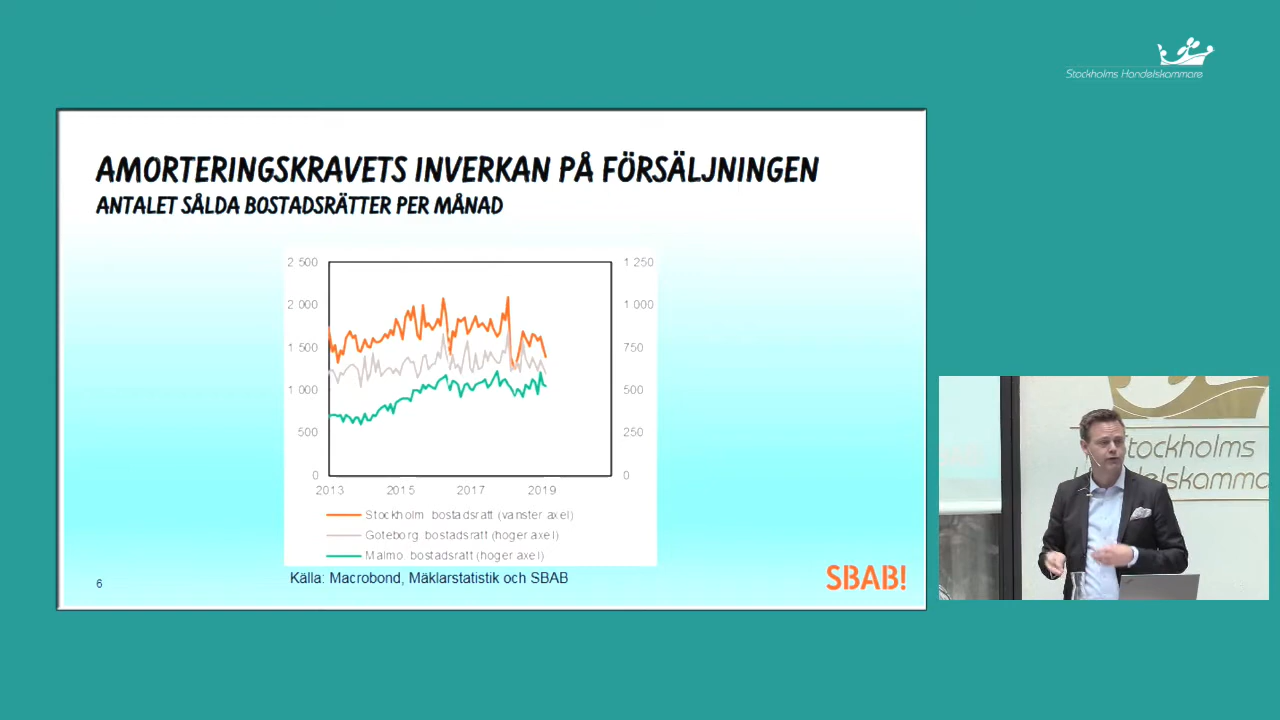 Stockholms Handelskammare
AMORTERINGSKRAVETS INVERKAN PÅ FÖRSÄLJNINGEN
ANTALET SÅLDA BOSTADSRÄTTER PER MÅNAD
2 500
2 000
1 500
1 000
500
0
1 250
1 000
750
500
250
0
2013 2015 2017 2019
Stockholm bostadsratt (vanster axel)
Goteborg bostadsratt (hoger axel)
Malmo bostadsratt (hoger axel)
Källa: Macrobond, Mäklarstatistik och SBAB
6
SBAB!
Stockholms
Handelskamma